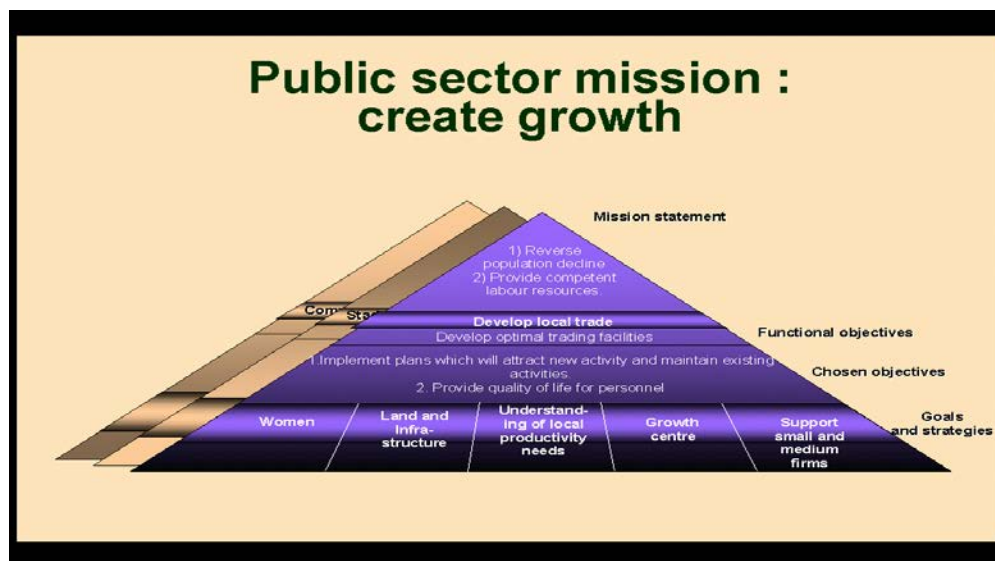 Public sector mission :
create growth
Mission statement
1) Reverse
population decline
2) Provide competent
labour resources.
Develop local trade
Functional objectives
Develop optimal trading facilities
1.Implement plans which will attract new activity and maintain existing
activities.
2. Provide quality of life for personnel
Chosen objectives
Women
Land and
Infra-
structure
Understand-
ing of local
productivity
needs
Growth
centre
Support
small and
medium
firms
Goals
and strategies